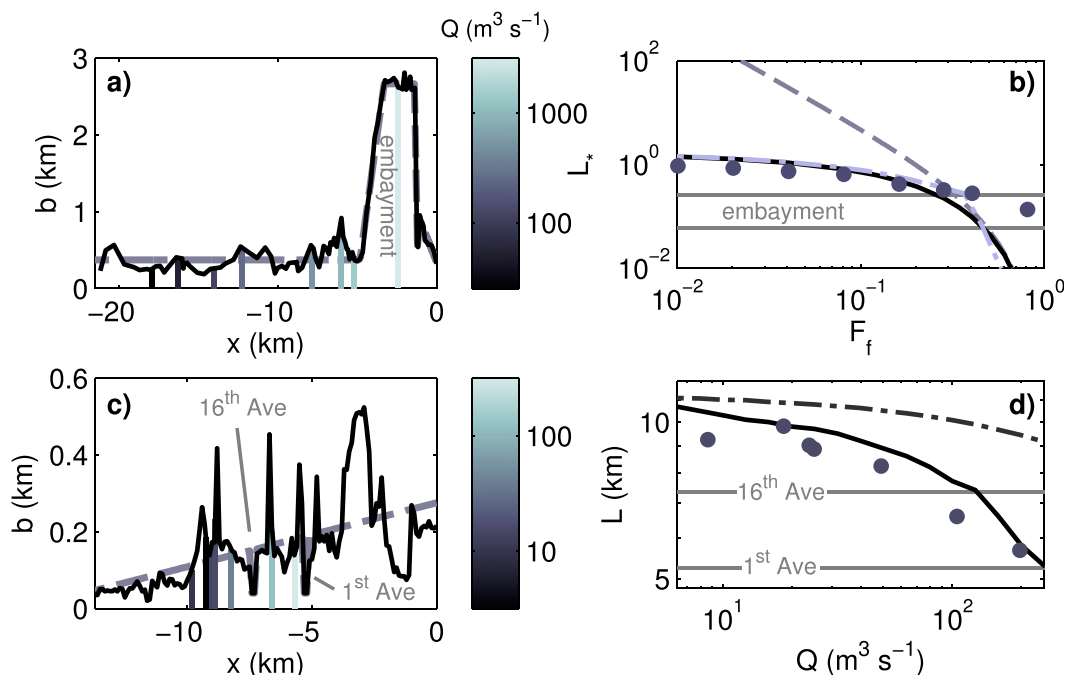 Q (m³ s⁻¹)
a)
b (km)
3
2
1
0
embayment
−20
−10
0
x (km)
1000
100
b)
L*
10²
10⁰
10⁻²
embayment
10⁻²
10⁻¹
10⁰
F_f
c)
b (km)
0.6
0.4
0.2
0
16ᵗʰ Ave
1ˢᵗ Ave
−10
−5
0
x (km)
100
10
d)
L (km)
10
5
16ᵗʰ Ave
1ˢᵗ Ave
10¹
10²
Q (m³ s⁻¹)